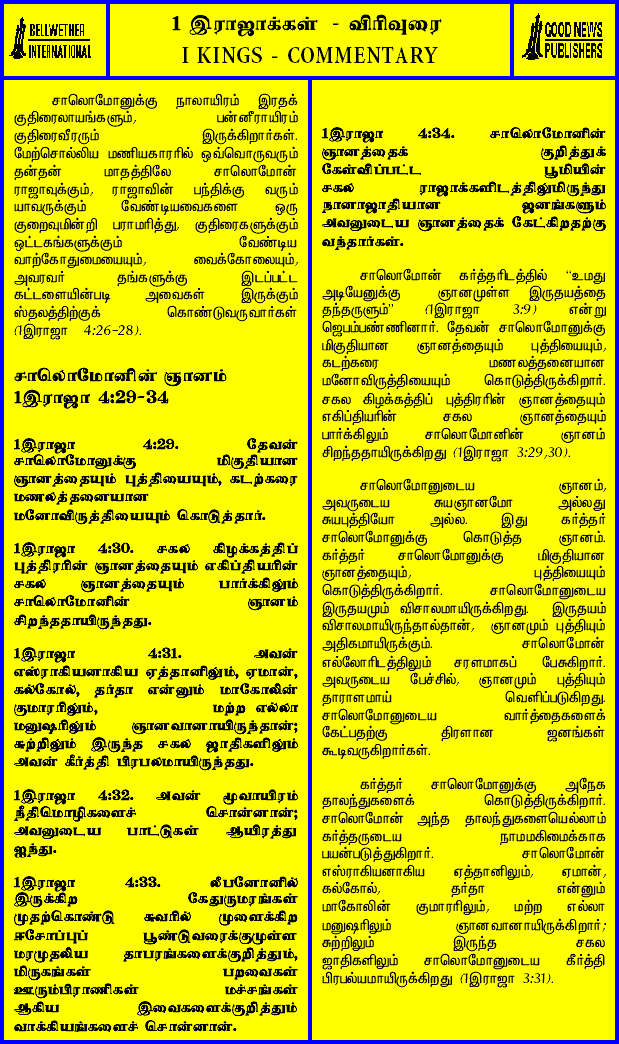 BELLWETHER
INTERNATIONAL
1 இராஜாக்கள் - விரிவுரை
I KINGS - COMMENTARY
GOOD NEWS
PUBLISHERS
சாலொமோனுக்கு நாலாயிரம் இரதக்
குதிரைலாயங்களும், பன்னீராயிரம்
குதிரைவீரரும் இருக்கிறார்கள்.
மேற்சொல்லிய மணியகாரரில் ஒவ்வொருவரும்
தன்தன் மாதத்திலே சாலொமோன்
ராஜாவுக்கும், ராஜாவின் பந்திக்கு வரும்
யாவருக்கும் வேண்டியவைகளை ஒரு
குறைவுமின்றி பராமரித்து, குதிரைகளுக்கும்
ஒட்டகங்களுக்கும் வேண்டிய
வாற்கோதுமையையும், வைக்கோலையும்,
அவரவர் தங்களுக்கு இடப்பட்ட
கட்டளையின்படி அவைகள் இருக்கும்
ஸ்தலத்திற்குக் கொண்டுவருவார்கள்
(1இராஜா 4:26-28).
சாலொமோனின் ஞானம்
1இராஜா 4:29-34
1இராஜா 4:29. தேவன்
சாலொமோனுக்கு மிகுதியான
ஞானத்தையும் புத்தியையும், கடற்கரை
மணலத்தனையான
மனோவிருத்தியையும் கொடுத்தார்.
1இராஜா 4:30. சகல கிழக்கத்திப்
புத்திரரின் ஞானத்தையும் எகிப்தியரின்
சகல ஞானத்தையும் பார்க்கிலும்
சாலொமோனின் ஞானம்
சிறந்ததாயிருந்தது.
1இராஜா 4:31. அவன்
எஸ்ராகியனாகிய ஏத்தானிலும், ஏமான்,
கல்கோல், தர்தா என்னும் மாகோலின்
குமாரரிலும், மற்ற எல்லா
மனுஷரிலும் ஞானவானாயிருந்தான்;
சுற்றிலும் இருந்த சகல ஜாதிகளிலும்
அவன் கீர்த்தி பிரபலமாயிருந்தது.
1இராஜா 4:32. அவன் மூவாயிரம்
நீதிமொழிகளைச் சொன்னான்;
அவனுடைய பாட்டுகள் ஆயிரத்து
ஐந்து.
1இராஜா 4:33. லீபனோனில்
இருக்கிற கேதுருமரங்கள்
முதற்கொண்டு சுவரில் முளைக்கிற
ஈசோப்புப் பூண்டுவரைக்குமுள்ள
மரமுதலிய தாபரங்களைக்குறித்தும்,
மிருகங்கள் பறவைகள்
ஊரும்பிராணிகள் மச்சங்கள்
ஆகிய இவைகளைக்குறித்தும்
வாக்கியங்களைச் சொன்னான்.
1இராஜா 4:34. சாலொமோனின்
ஞானத்தைக் குறித்துக்
கேள்விப்பட்ட பூமியின்
சகல ராஜாக்களிடத்திலுமிருந்து
நானாஜாதியான ஜனங்களும்
அவனுடைய ஞானத்தைக் கேட்கிறதற்கு
வந்தார்கள்.
சாலொமோன் கர்த்தரிடத்தில் “உமது
அடியேனுக்கு ஞானமுள்ள இருதயத்தை
தந்தருளும்” (1இராஜா 3:9) என்று
ஜெபம்பண்ணினார். தேவன் சாலொமோனுக்கு
மிகுதியான ஞானத்தையும் புத்தியையும்,
கடற்கரை மணலத்தனையான
மனோவிருத்தியையும் கொடுத்திருக்கிறார்.
சகல கிழக்கத்திப் புத்திரரின் ஞானத்தையும்
எகிப்தியரின் சகல ஞானத்தையும்
பார்க்கிலும் சாலொமோனின் ஞானம்
சிறந்ததாயிருக்கிறது (1இராஜா 3:29,30).
சாலொமோனுடைய ஞானம்,
அவருடைய சுயஞானமோ அல்லது
சுயபுத்தியோ அல்ல. இது கர்த்தர்
சாலொமோனுக்கு கொடுத்த ஞானம்.
கர்த்தர் சாலொமோனுக்கு மிகுதியான
ஞானத்தையும், புத்தியையும்
கொடுத்திருக்கிறார். சாலொமோனுடைய
இருதயமும் விசாலமாயிருக்கிறது. இருதயம்
விசாலமாயிருந்தால்தான், ஞானமும் புத்தியும்
அதிகமாயிருக்கும். சாலொமோன்
எல்லோரிடத்திலும் சரளமாகப் பேசுகிறார்.
அவருடைய பேச்சில், ஞானமும் புத்தியும்
தாராளமாய் வெளிப்படுகிறது.
சாலொமோனுடைய வார்த்தைகளைக்
கேட்பதற்கு திரளான ஜனங்கள்
கூடிவருகிறார்கள்.
கர்த்தர் சாலொமோனுக்கு அநேக
தாலந்துகளைக் கொடுத்திருக்கிறார்.
சாலொமோன் அந்த தாலந்துகளையெல்லாம்
கர்த்தருடைய நாமமகிமைக்காக
பயன்படுத்துகிறார். சாலொமோன்
எஸ்ராகியனாகிய ஏத்தானிலும், ஏமான்,
கல்கோல், தர்தா என்னும்
மாகோலின் குமாரரிலும், மற்ற எல்லா
மனுஷரிலும் ஞானவானாயிருக்கிறார்;
சுற்றிலும் இருந்த சகல
ஜாதிகளிலும் சாலொமோனுடைய கீர்த்தி
பிரபல்யமாயிருக்கிறது (1இராஜா 3:31).